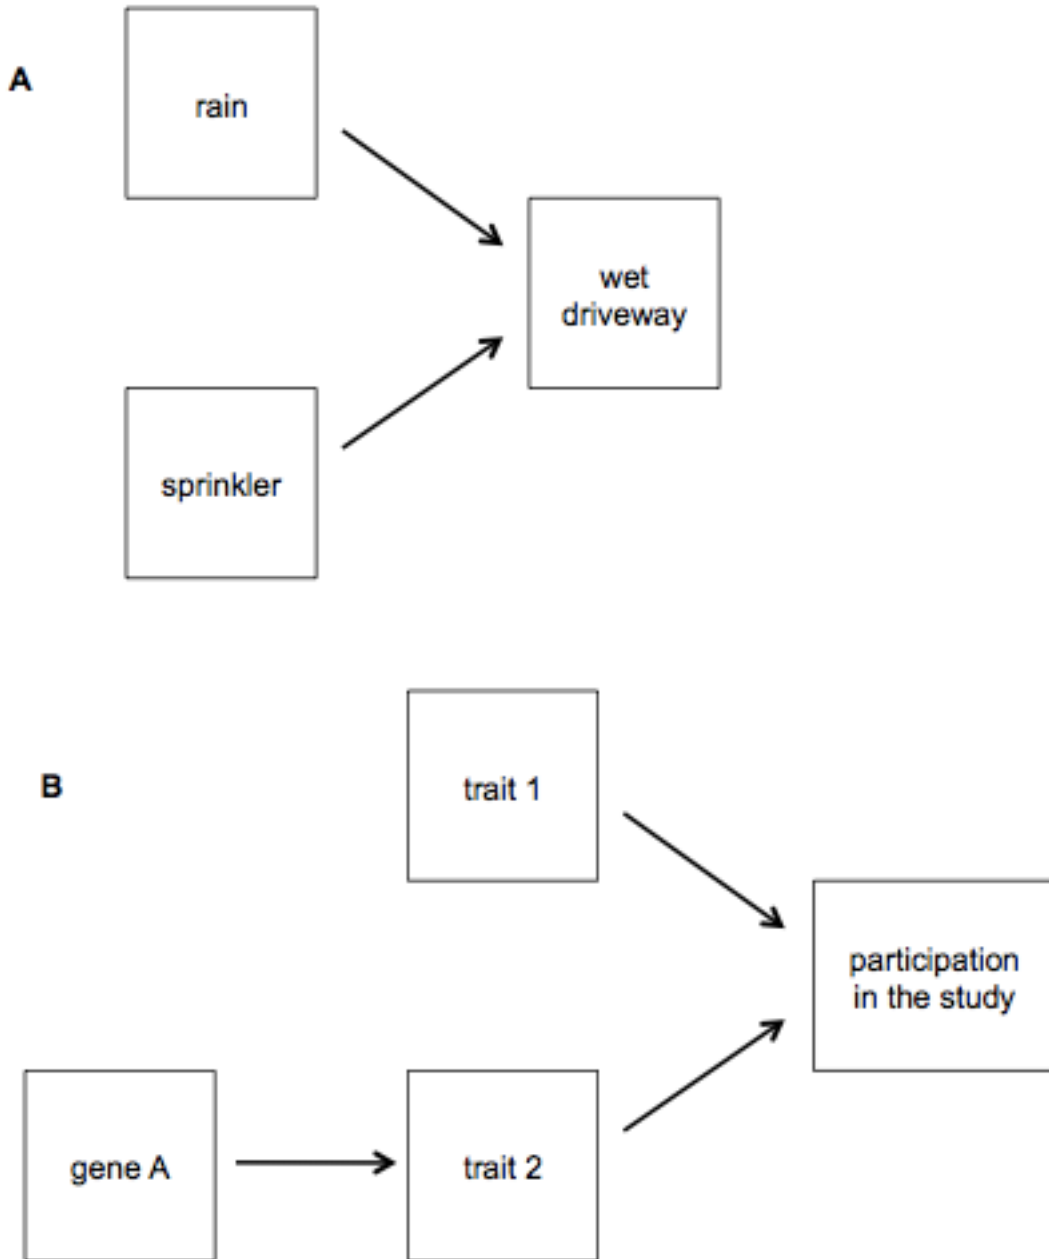 A
rain
wet
driveway
sprinkler
B
trait 1
participation
in the study
gene A
trait 2